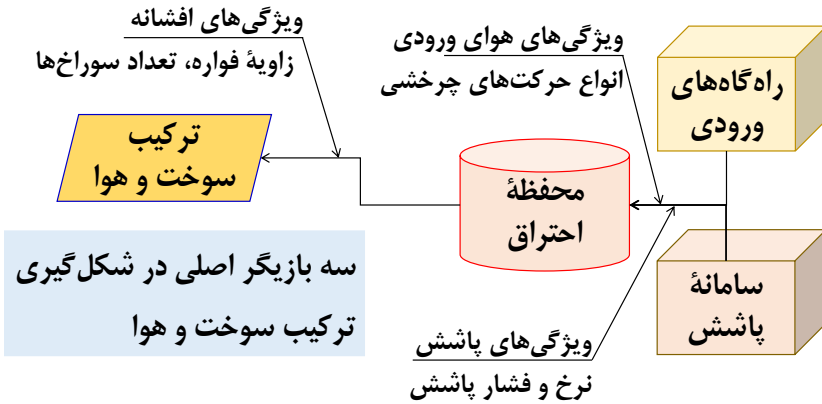 راه‌گاه‌های
ورودی
سامانهٔ
پاشش
ویژگی‌های هوای ورودی
انواع حرکت‌های چرخشی
ویژگی‌های پاشش
نرخ و فشار پاشش
محفظهٔ
احتراق
ویژگی‌های افشانه
زاویهٔ فواره، تعداد سوراخ‌ها
ترکیب
سوخت و هوا
سه بازیگر اصلی در شکل‌گیری
ترکیب سوخت و هوا